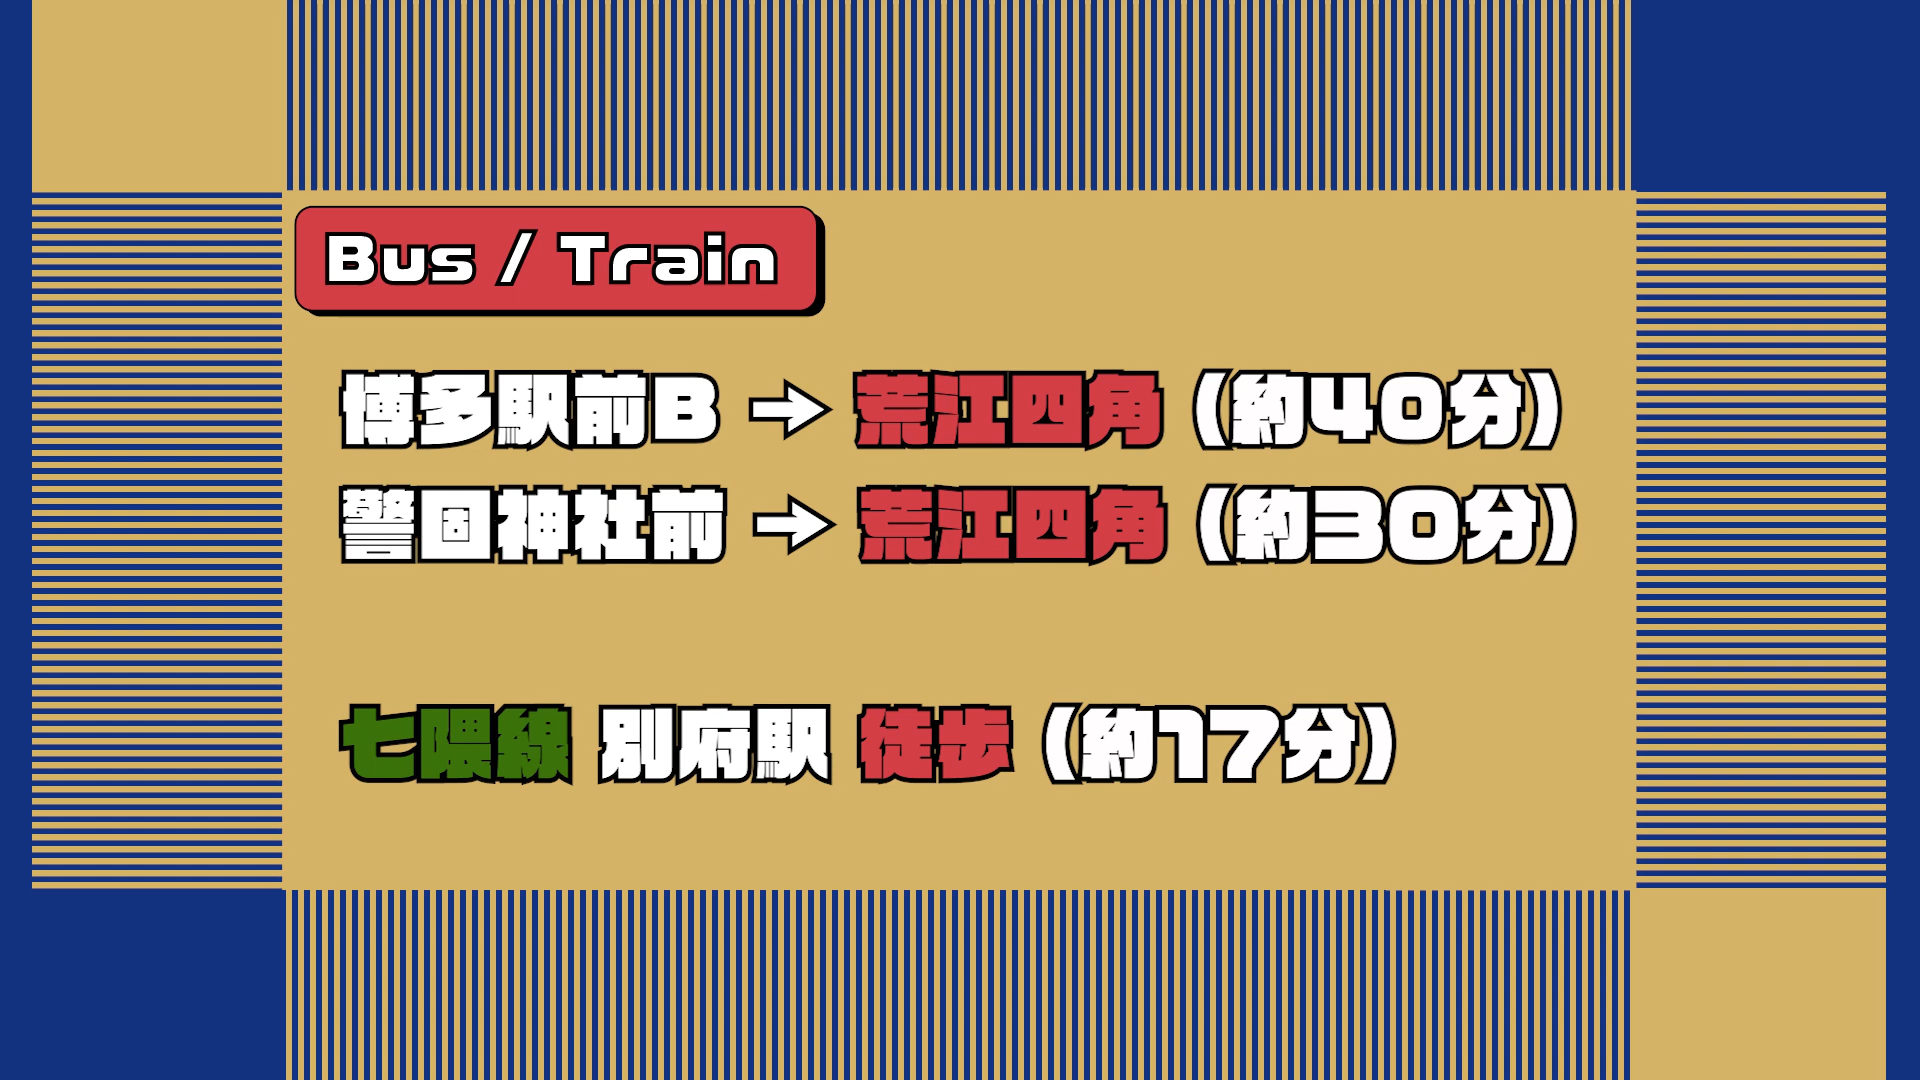 Bus / Train
博多駅前B → 荒江四角 (約40分)
警固神社前 → 荒江四角 (約30分)
七隈線 別府駅 徒歩 (約17分)